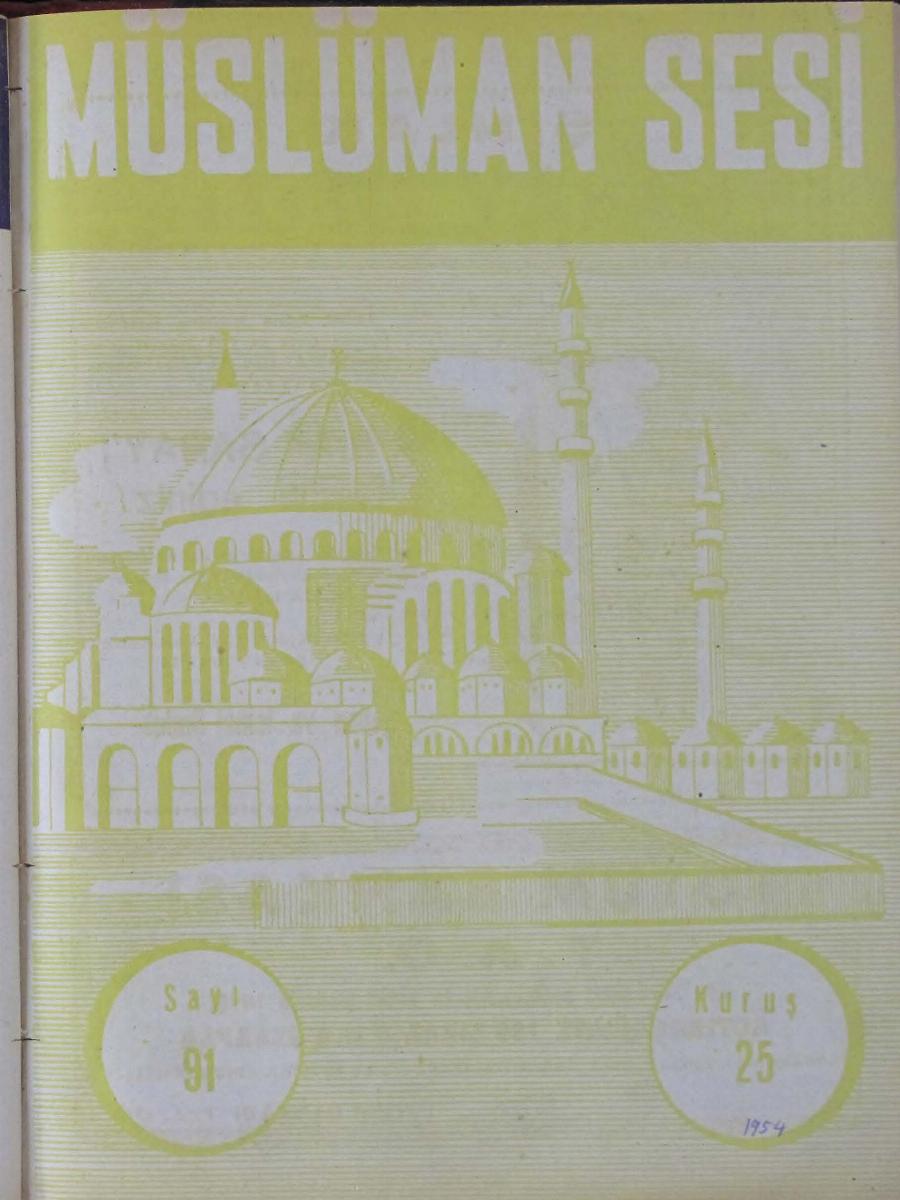 MÜSLÜMAN SESİ
Sayı
91
Kuruş
25
1954